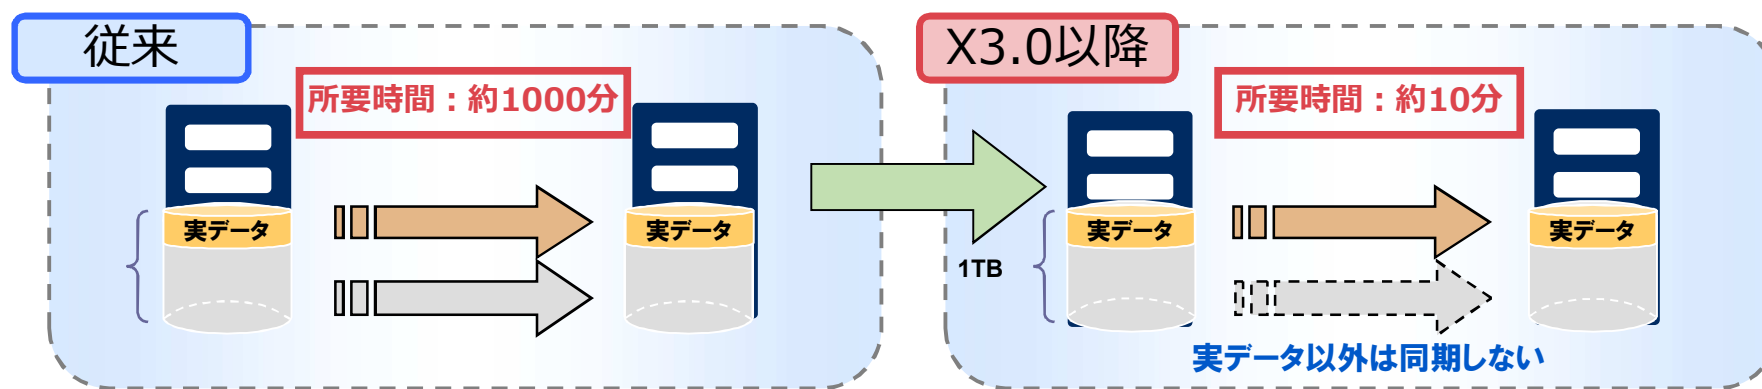 従来
所要時間：約1000分
実データ
実データ
X3.0以降
所要時間：約10分
実データ
実データ
1TB
実データ以外は同期しない